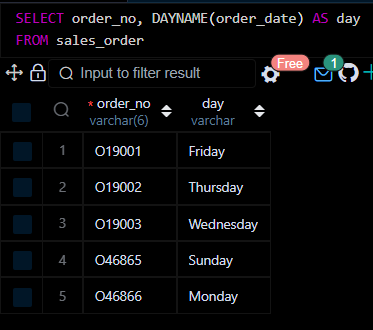 SELECT order_no, DAYNAME(order_date) AS day
FROM sales_order
Input to filter result
Free
1
* order_no
varchar(6)
day
varchar
1 O19001 Friday
2 O19002 Thursday
3 O19003 Wednesday
4 O46865 Sunday
5 O46866 Monday